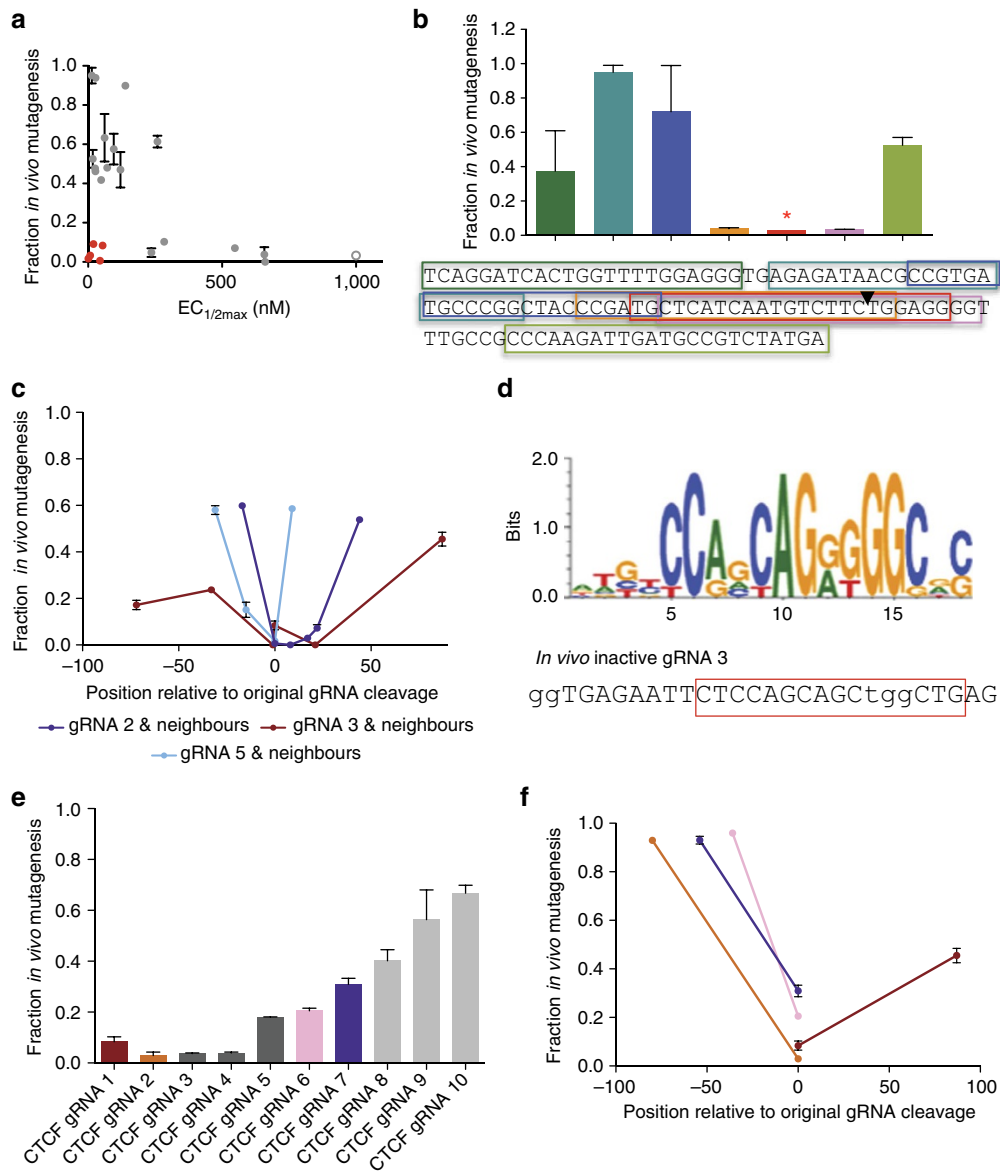 a
Fraction in vivo mutagenesis
1.0
0.8
0.6
0.4
0.2
0.0
0
500
1,000
EC1/2max (nM)
b
Fraction in vivo mutagenesis
1.2
1.0
0.8
0.6
0.4
0.2
0.0
*
TCAGGATCACTGGTTTTGGAGGGTGAGAGATAACGCCGTGA
TGCCCGGCTACCCGATGCTCATCAATGTCTTCTGGAGGGGT
TTGCCGCCCAAGATTGATGCCGTCTATGA
c
Fraction in vivo mutagenesis
1.0
0.8
0.6
0.4
0.2
0.0
−100
−50
0
50
Position relative to original gRNA cleavage
gRNA 2 & neighbours
gRNA 3 & neighbours
gRNA 5 & neighbours
d
Bits
2.0
1.0
0.0
5
10
15
In vivo inactive gRNA 3
ggTGAGAATTCTCCAGCAGCtggCTGAG
e
Fraction in vivo mutagenesis
1.0
0.8
0.6
0.4
0.2
0.0
CTCF gRNA 1
CTCF gRNA 2
CTCF gRNA 3
CTCF gRNA 4
CTCF gRNA 5
CTCF gRNA 6
CTCF gRNA 7
CTCF gRNA 8
CTCF gRNA 9
CTCF gRNA 10
f
Fraction in vivo mutagenesis
1.0
0.8
0.6
0.4
0.2
0.0
−100
−50
0
50
100
Position relative to original gRNA cleavage